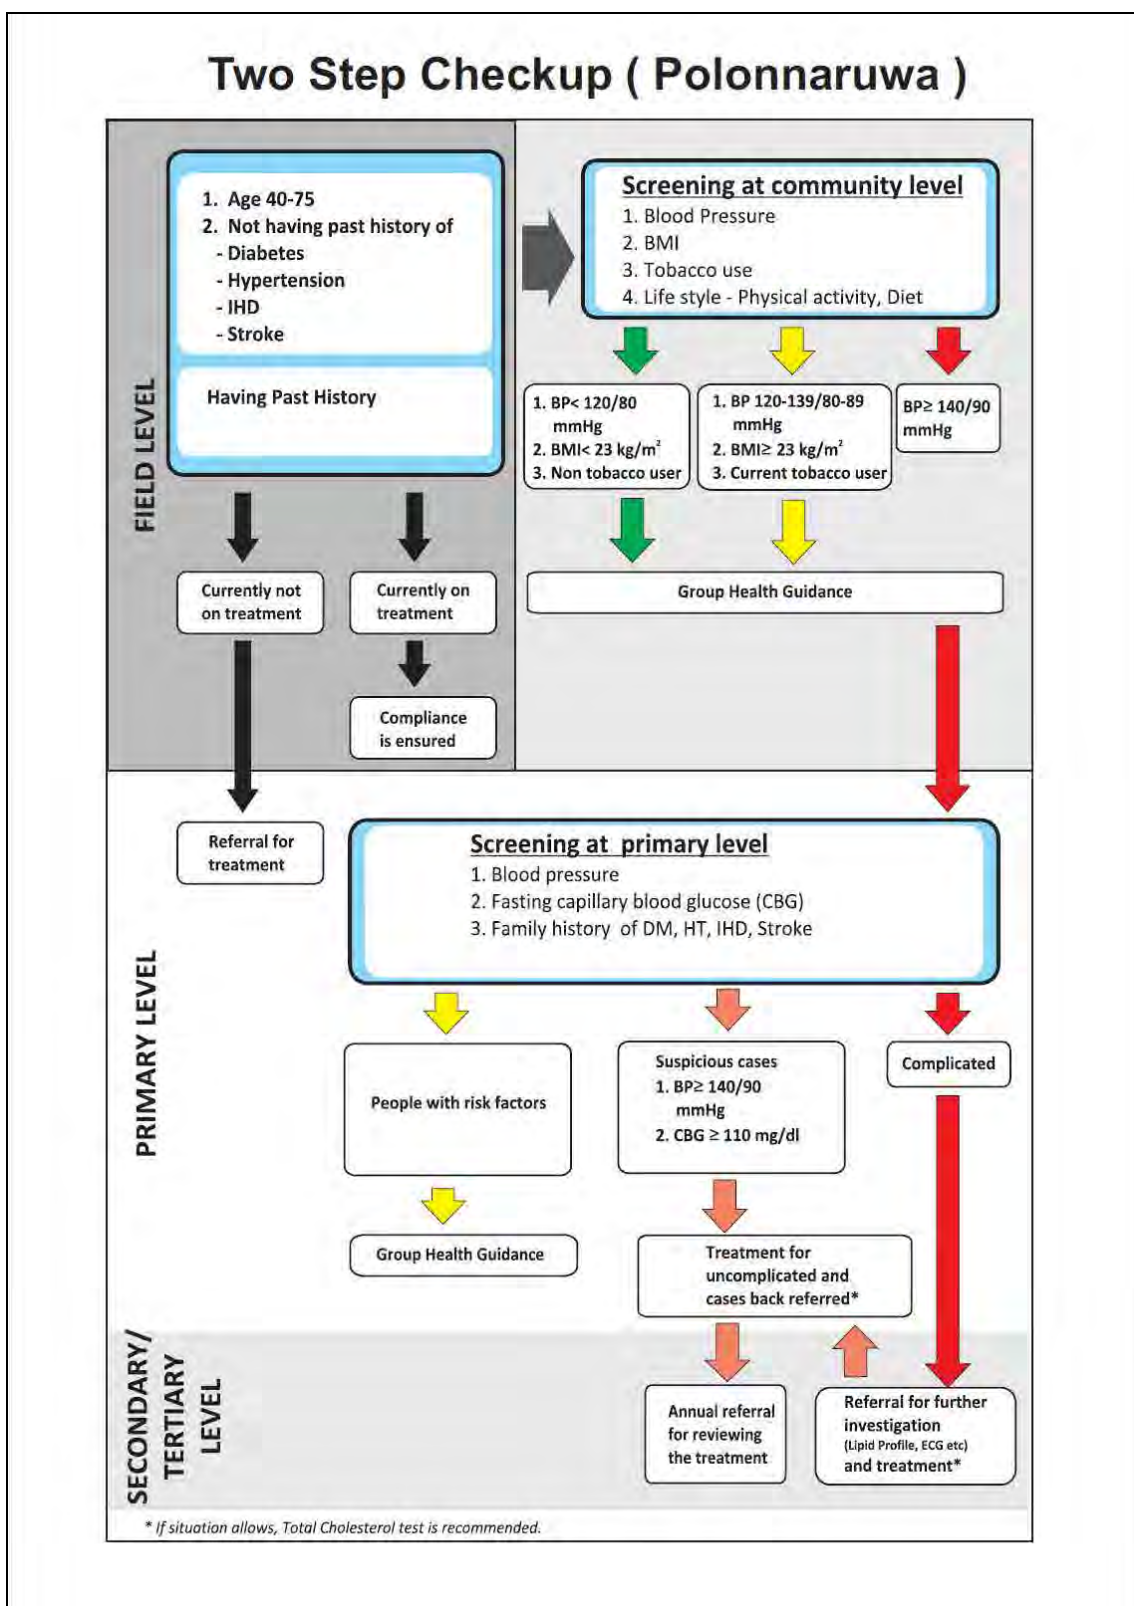 Two Step Checkup ( Polonnaruwa )
FIELD LEVEL
1. Age 40-75
2. Not having past history of
- Diabetes
- Hypertension
- IHD
- Stroke
Having Past History
Currently not
on treatment
Currently on
treatment
Compliance
is ensured
Screening at community level
1. Blood Pressure
2. BMI
3. Tobacco use
4. Life style - Physical activity, Diet
1. BP< 120/80
mmHg
2. BMI< 23 kg/m²
3. Non tobacco user
1. BP 120-139/80-89
mmHg
2. BMI≥ 23 kg/m²
3. Current tobacco user
BP≥ 140/90
mmHg
Group Health Guidance
PRIMARY LEVEL
Referral for
treatment
Screening at primary level
1. Blood pressure
2. Fasting capillary blood glucose (CBG)
3. Family history of DM, HT, IHD, Stroke
People with risk factors
Group Health Guidance
Suspicious cases
1. BP≥ 140/90
mmHg
2. CBG ≥ 110 mg/dl
Complicated
Treatment for
uncomplicated and
cases back referred*
SECONDARY/
TERTIARY
LEVEL
Annual referral
for reviewing
the treatment
Referral for further
investigation
(Lipid Profile, ECG etc)
and treatment*
* If situation allows, Total Cholesterol test is recommended.